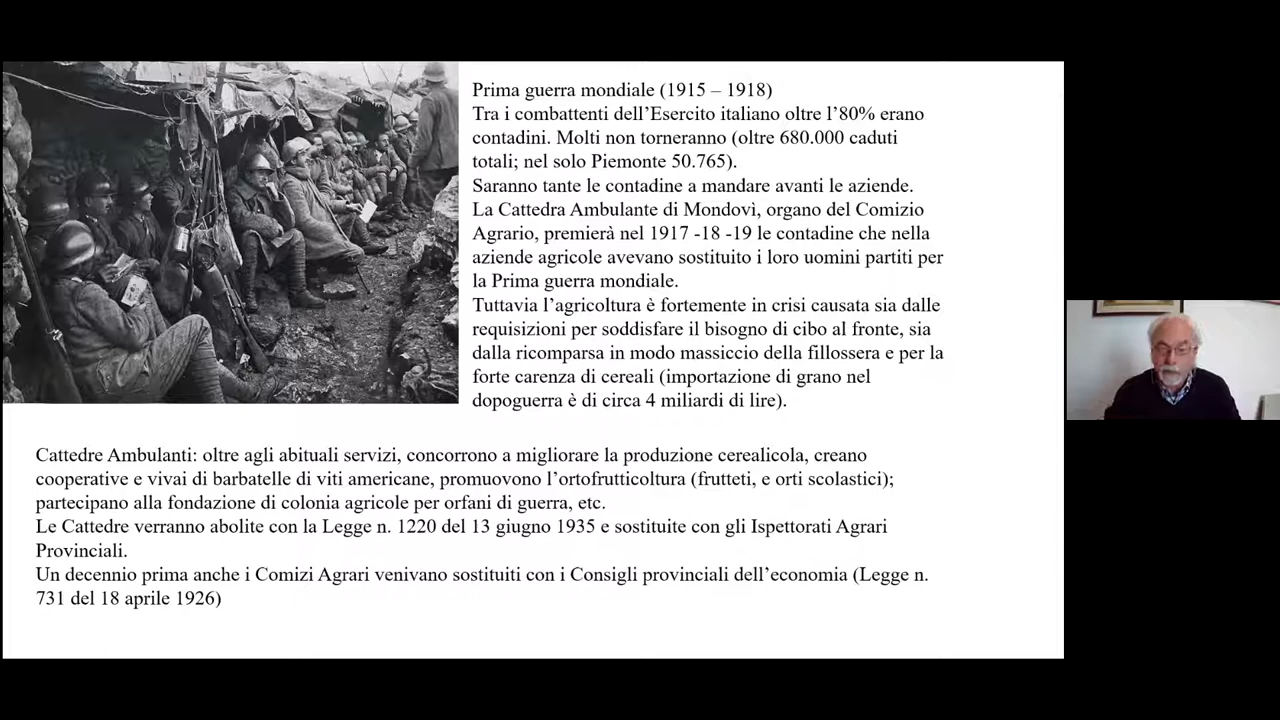 Prima guerra mondiale (1915 – 1918)
Tra i combattenti dell’Esercito italiano oltre l’80% erano
contadini. Molti non torneranno (oltre 680.000 caduti
totali; nel solo Piemonte 50.765).
Saranno tante le contadine a mandare avanti le aziende.
La Cattedra Ambulante di Mondovì, organo del Comizio
Agrario, premierà nel 1917 -18 -19 le contadine che nella
aziende agricole avevano sostituito i loro uomini partiti per
la Prima guerra mondiale.
Tuttavia l’agricoltura è fortemente in crisi causata sia dalle
requisizioni per soddisfare il bisogno di cibo al fronte, sia
dalla ricomparsa in modo massiccio della fillossera e per la
forte carenza di cereali (importazione di grano nel
dopoguerra è di circa 4 miliardi di lire).
Cattedre Ambulanti: oltre agli abituali servizi, concorrono a migliorare la produzione cerealicola, creano
cooperative e vivai di barbatelle di viti americane, promuovono l’ortofrutticoltura (frutteti, e orti scolastici);
partecipano alla fondazione di colonia agricole per orfani di guerra, etc.
Le Cattedre verranno abolite con la Legge n. 1220 del 13 giugno 1935 e sostituite con gli Ispettorati Agrari
Provinciali.
Un decennio prima anche i Comizi Agrari venivano sostituiti con i Consigli provinciali dell’economia (Legge n.
731 del 18 aprile 1926)